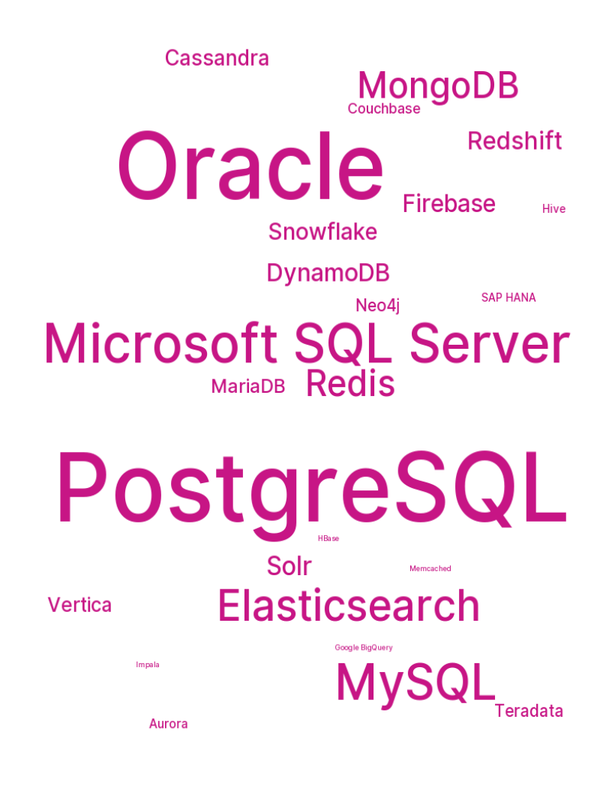 Cassandra
MongoDB
Couchbase
Oracle
Redshift
Firebase
Hive
Snowflake
DynamoDB
SAP HANA
Neo4j
Microsoft SQL Server
MariaDB
Redis
PostgreSQL
HBase
Solr
Memcached
Vertica
Elasticsearch
Google BigQuery
Impala
MySQL
Teradata
Aurora